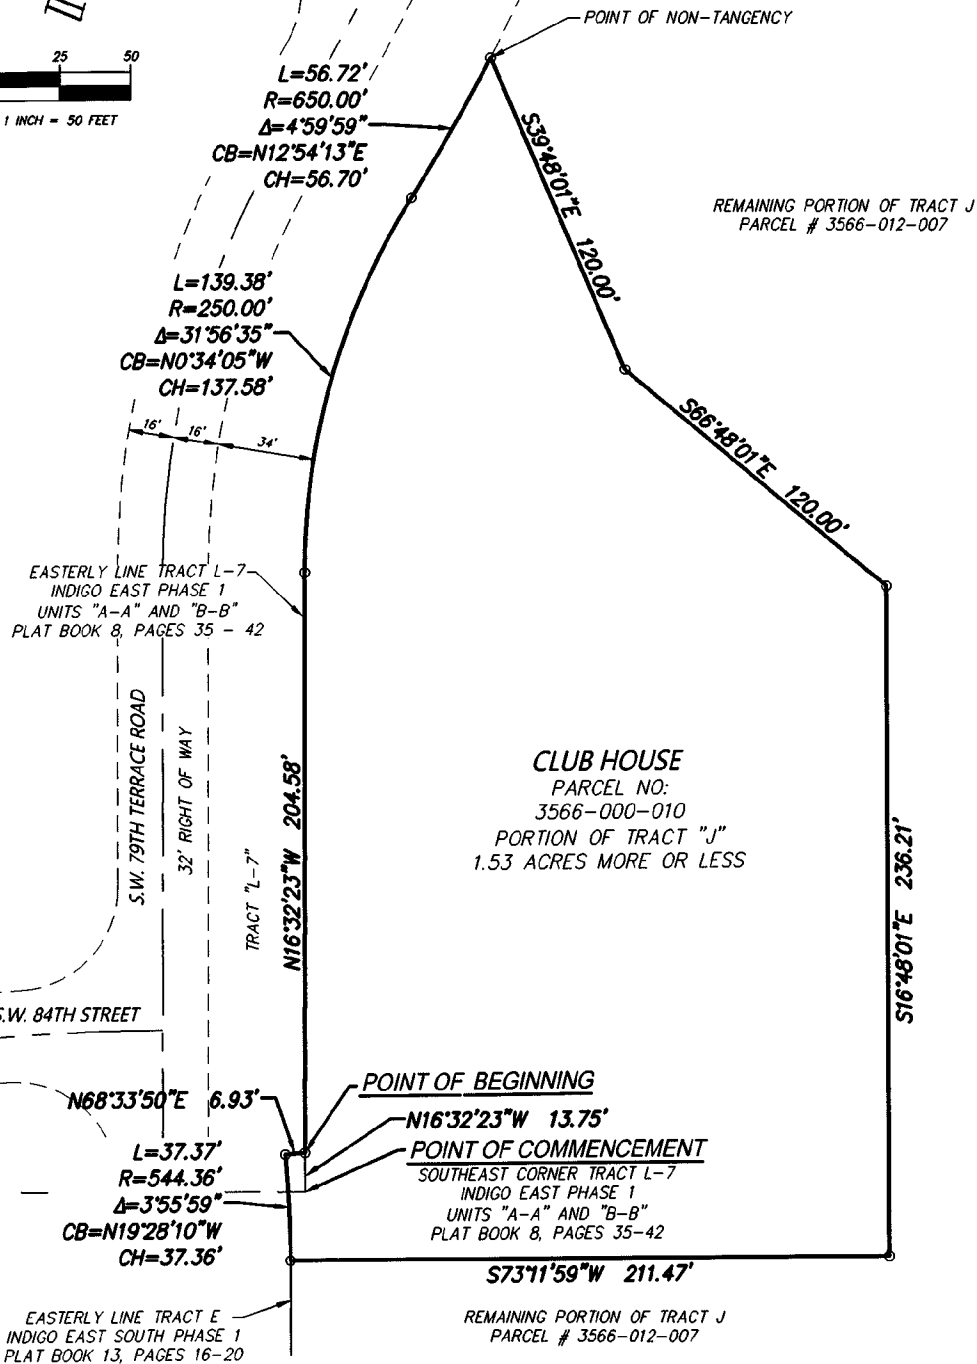 POINT OF NON-TANGENCY
25 50
1 INCH = 50 FEET
L=56.72'
R=650.00'
Δ=4°59'59"
CB=N12°54'13"E
CH=56.70'
S39°48'01"E 120.00'
REMAINING PORTION OF TRACT J
PARCEL # 3566-012-007
L=139.38'
R=250.00'
Δ=31°56'35"
CB=N0°34'05"W
CH=137.58'
16' 16' 34'
S66°48'01"E 120.00'
EASTERLY LINE TRACT L-7
INDIGO EAST PHASE 1
UNITS "A-A" AND "B-B"
PLAT BOOK 8, PAGES 35 - 42
S.W. 79TH TERRACE ROAD
32' RIGHT OF WAY
TRACT "L-7"
N16°32'23"W 204.58'
CLUB HOUSE
PARCEL NO:
3566-000-010
PORTION OF TRACT "J"
1.53 ACRES MORE OR LESS
S16°48'01"E 236.21'
S.W. 84TH STREET
N68°33'50"E 6.93'
POINT OF BEGINNING
N16°32'23"W 13.75'
POINT OF COMMENCEMENT
SOUTHEAST CORNER TRACT L-7
INDIGO EAST PHASE 1
UNITS "A-A" AND "B-B"
PLAT BOOK 8, PAGES 35-42
L=37.37'
R=544.36'
Δ=3°55'59"
CB=N19°28'10"W
CH=37.36'
S73°11'59"W 211.47'
EASTERLY LINE TRACT E
INDIGO EAST SOUTH PHASE 1
PLAT BOOK 13, PAGES 16-20
REMAINING PORTION OF TRACT J
PARCEL # 3566-012-007